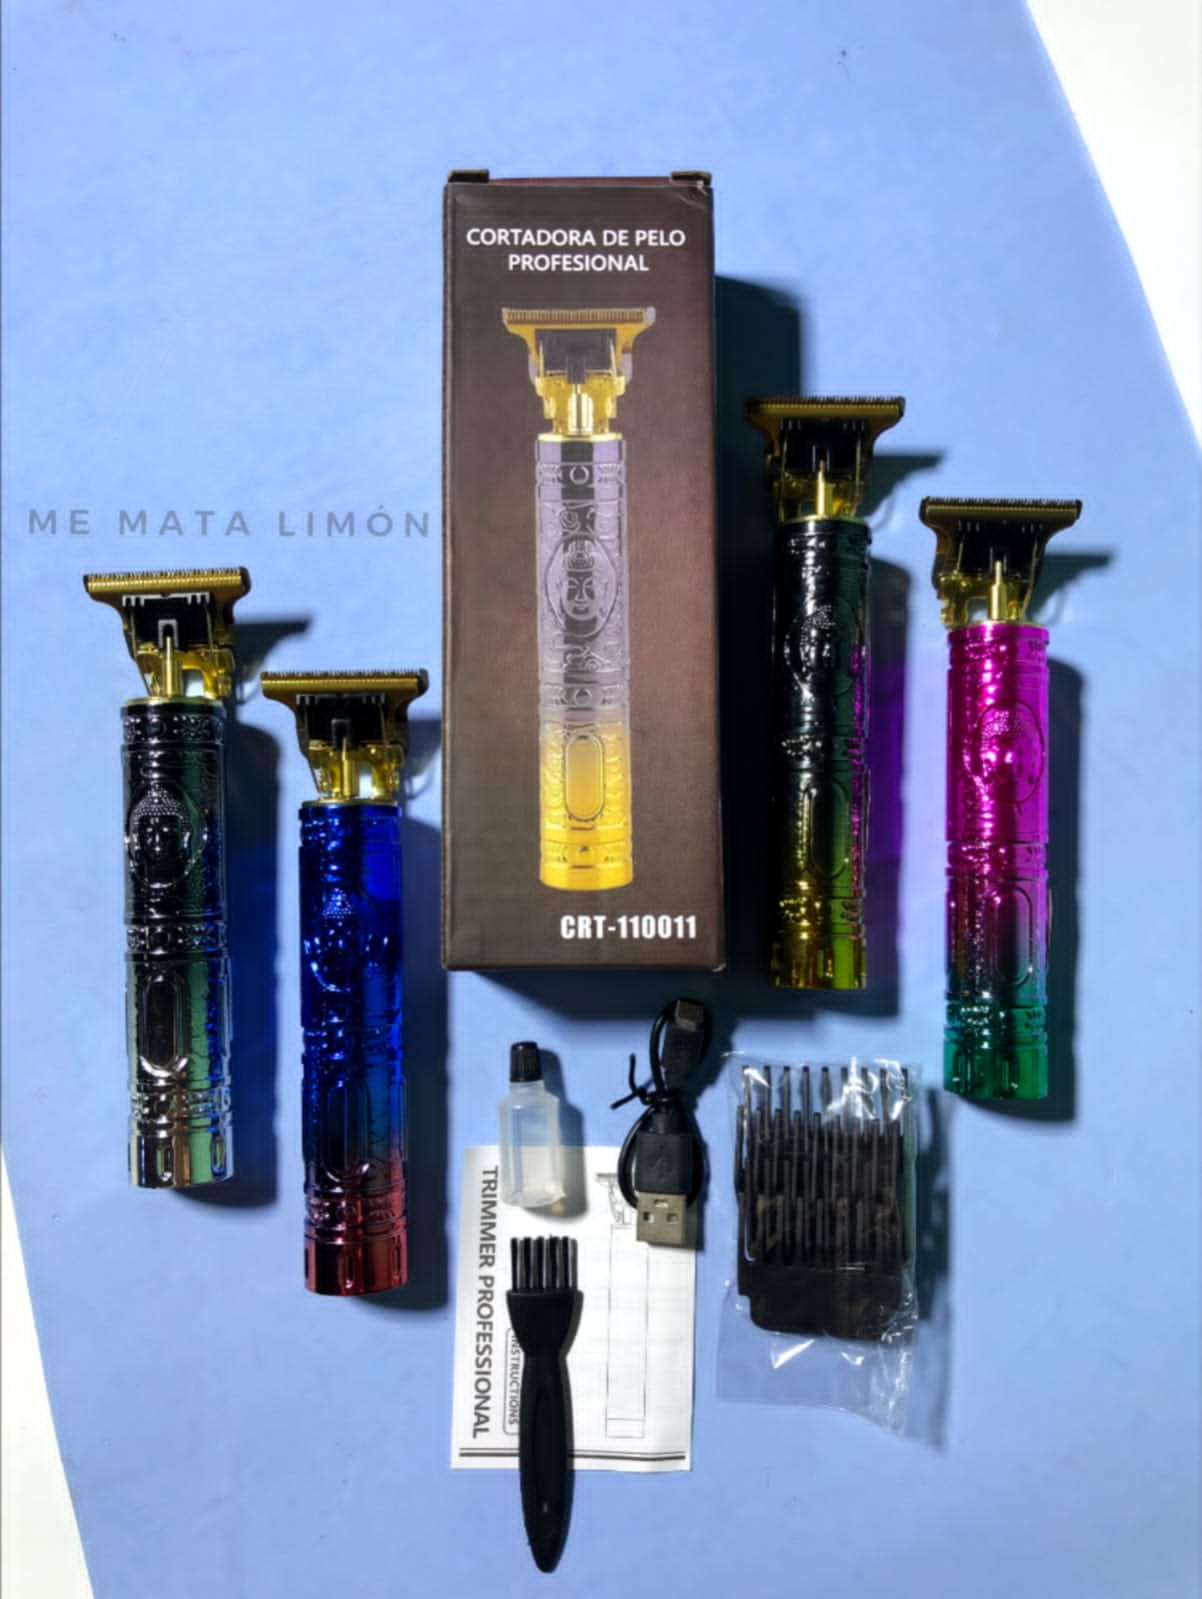 CORTADORA DE PELO
PROFESIONAL
ME MATA LIMÓN
CRT-110011
TRIMMER PROFESSIONAL
INSTRUCTIONS